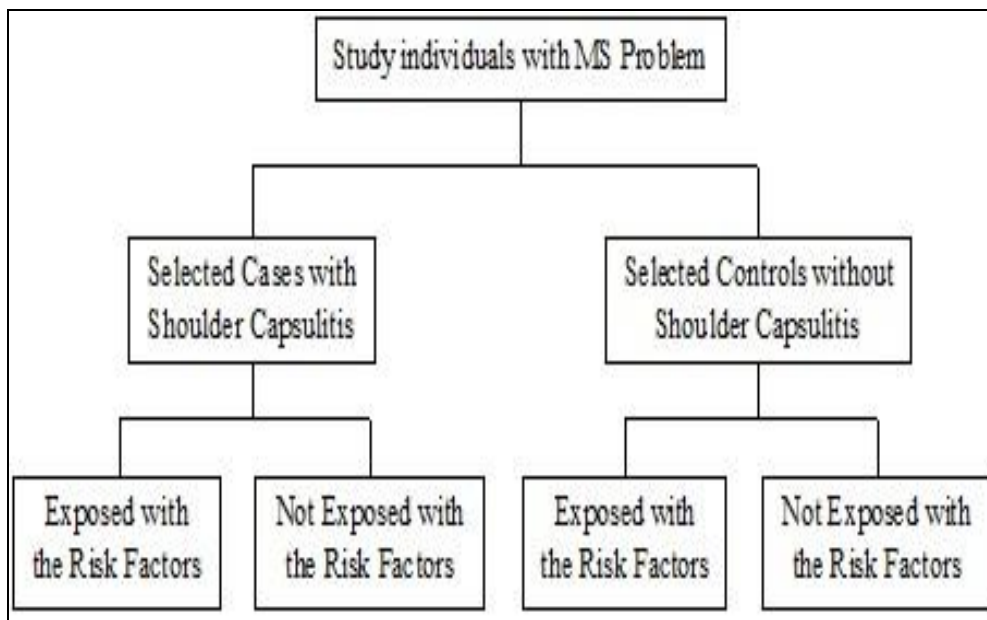 Study individuals with MS Problem
Selected Cases with
Shoulder Capsulitis
Selected Controls without
Shoulder Capsulitis
Exposed with
the Risk Factors
Not Exposed with
the Risk Factors
Exposed with
the Risk Factors
Not Exposed with
the Risk Factors